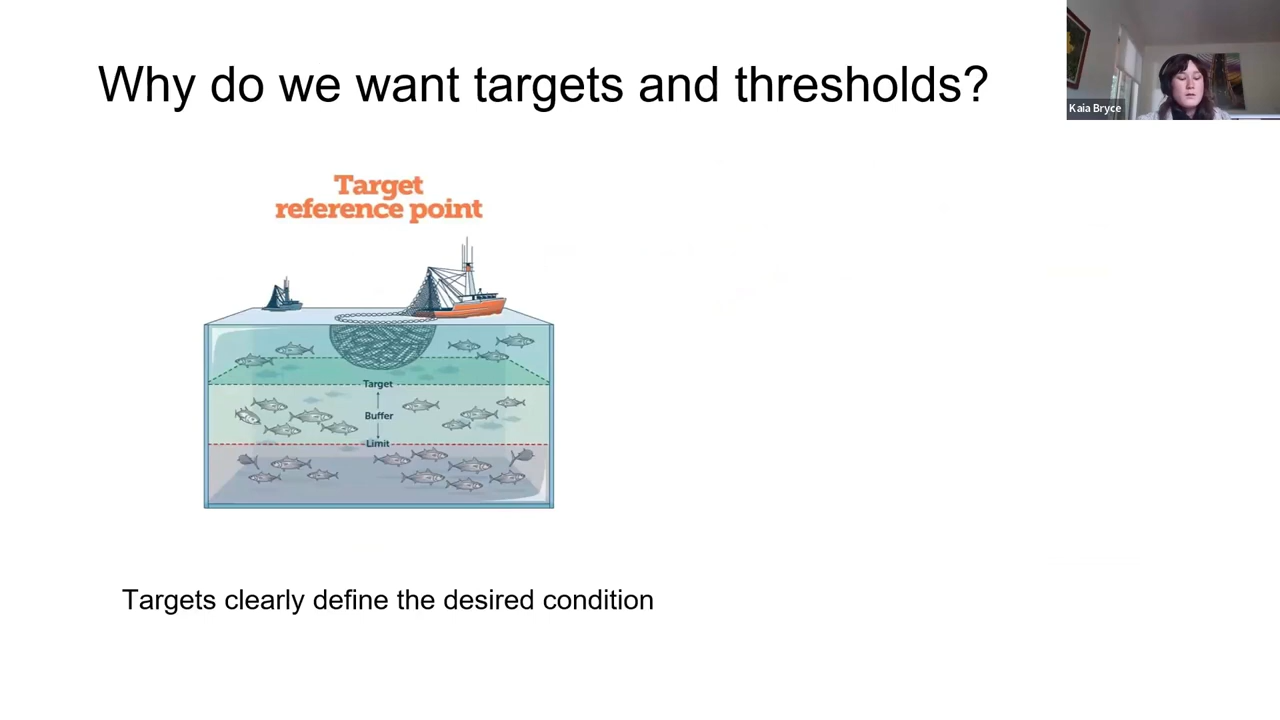 Why do we want targets and thresholds?
Kaia Bryce
Target
reference point
Target
Buffer
Limit
Targets clearly define the desired condition